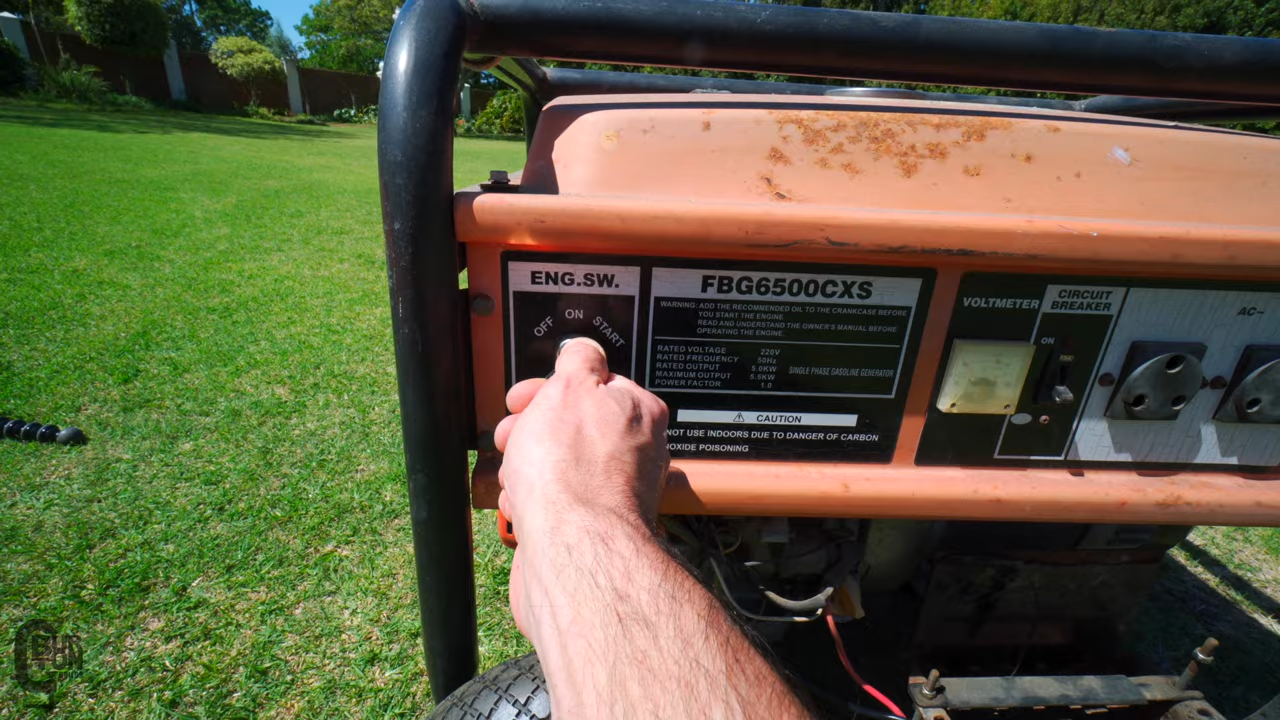 ENG.SW.
OFF ON START
FBG6500CXS
WARNING: ADD THE RECOMMENDED OIL TO THE CRANKCASE BEFORE
YOU START THE ENGINE
READ AND UNDERSTAND THE OWNER'S MANUAL BEFORE
OPERATING THE ENGINE.
RATED VOLTAGE 220V
RATED FREQUENCY 50Hz
RATED OUTPUT 5.0KW
MAXIMUM OUTPUT 5.5KW
POWER FACTOR 1.0
SINGLE PHASE GASOLINE GENERATOR
CAUTION
NOT USE INDOORS DUE TO DANGER OF CARBON
OXIDE POISONING
VOLTMETER
CIRCUIT
BREAKER
ON
AC~